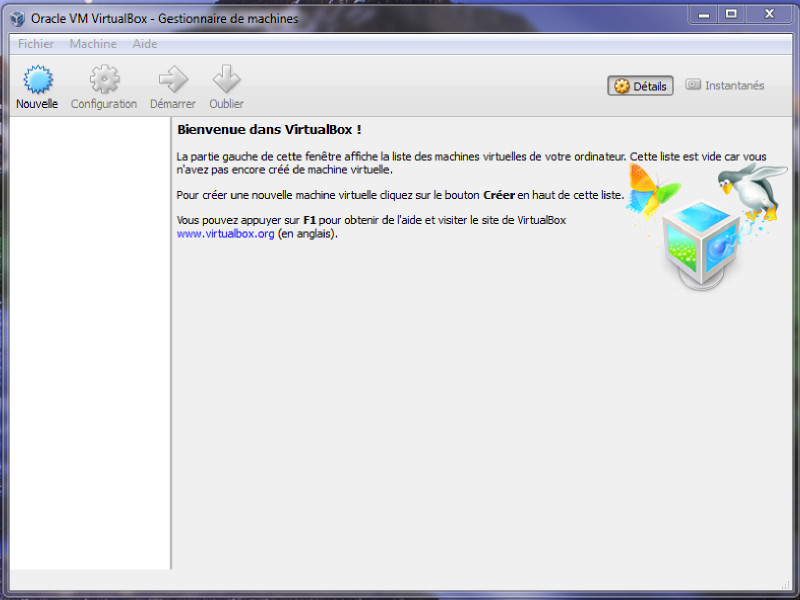 Oracle VM VirtualBox - Gestionnaire de machines
Fichier Machine Aide
Nouvelle Configuration Démarrer Oublier Détails Instantanés
Bienvenue dans VirtualBox !
La partie gauche de cette fenêtre affiche la liste des machines virtuelles de votre ordinateur. Cette liste est vide car vous
n'avez pas encore créé de machine virtuelle.
Pour créer une nouvelle machine virtuelle cliquez sur le bouton Créer en haut de cette liste.
Vous pouvez appuyer sur F1 pour obtenir de l'aide et visiter le site de VirtualBox
www.virtualbox.org (en anglais).